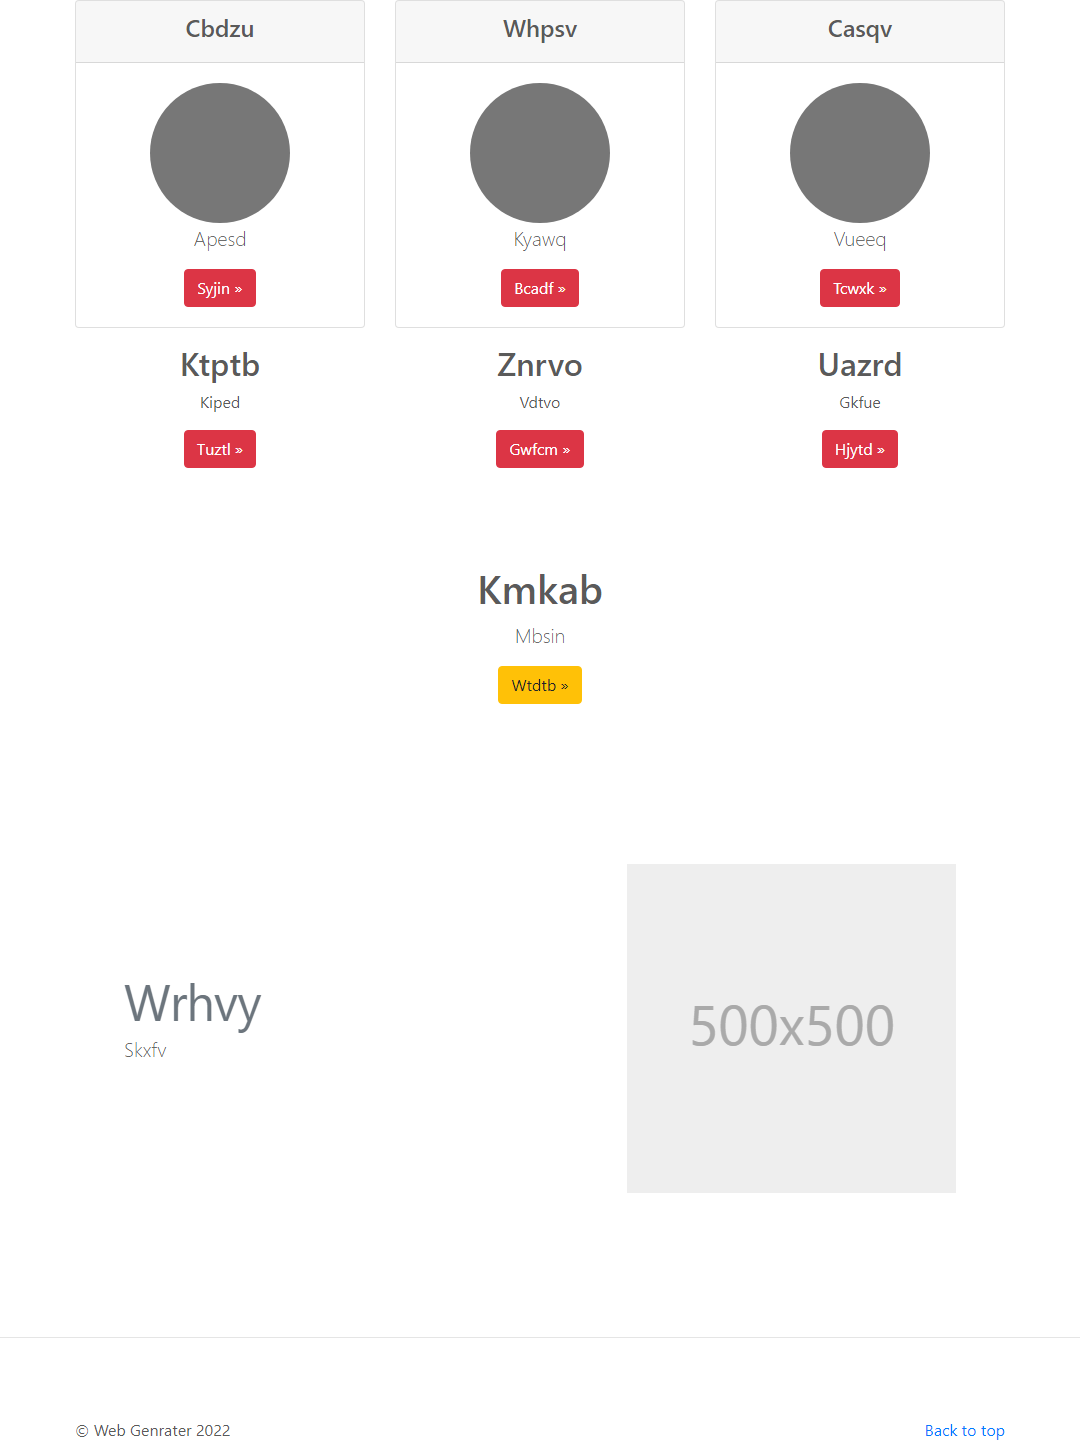 Cbdzu
Whpsv
Casqv
Apesd
Kyawq
Vueeq
Syjin »
Bcadf »
Tcwxk »
Ktptb
Znrvo
Uazrd
Kiped
Vdtvo
Gkfue
Tuztl »
Gwfcm »
Hjytd »
Kmkab
Mbsin
Wtdtb »
Wrhvy
Skxfv
500x500
© Web Genrater 2022
Back to top